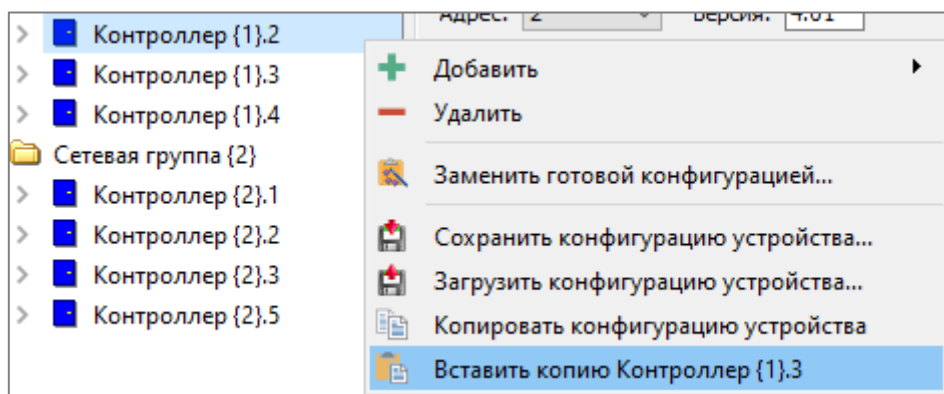 Адрес: 2 Версия: 4.01
Контроллер {1}.2
Контроллер {1}.3
Контроллер {1}.4
Сетевая группа {2}
Контроллер {2}.1
Контроллер {2}.2
Контроллер {2}.3
Контроллер {2}.5
Добавить
Удалить
Заменить готовой конфигурацией...
Сохранить конфигурацию устройства...
Загрузить конфигурацию устройства...
Копировать конфигурацию устройства
Вставить копию Контроллер {1}.3